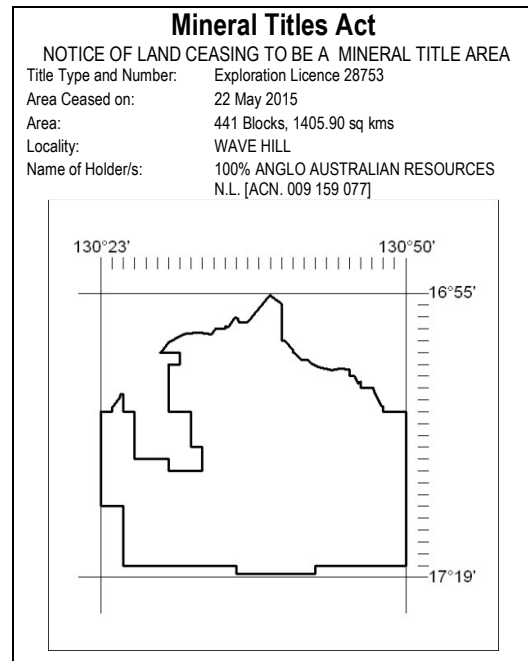 Mineral Titles Act
NOTICE OF LAND CEASING TO BE A MINERAL TITLE AREA
Title Type and Number: Exploration Licence 28753
Area Ceased on: 22 May 2015
Area: 441 Blocks, 1405.90 sq kms
Locality: WAVE HILL
Name of Holder/s: 100% ANGLO AUSTRALIAN RESOURCES
N.L. [ACN. 009 159 077]
130°23' 130°50'
16°55'
17°19'